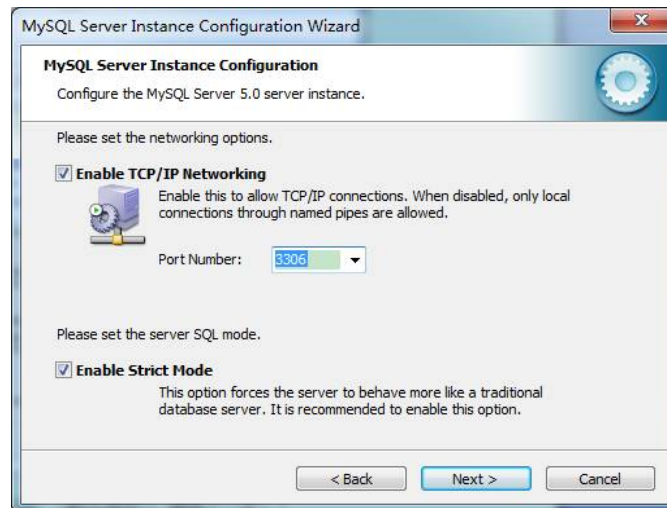 MySQL Server Instance Configuration Wizard
MySQL Server Instance Configuration
Configure the MySQL Server 5.0 server instance.
Please set the networking options.
Enable TCP/IP Networking
Enable this to allow TCP/IP connections. When disabled, only local
connections through named pipes are allowed.
Port Number: 3306
Please set the server SQL mode.
Enable Strict Mode
This option forces the server to behave more like a traditional
database server. It is recommended to enable this option.
< Back Next > Cancel